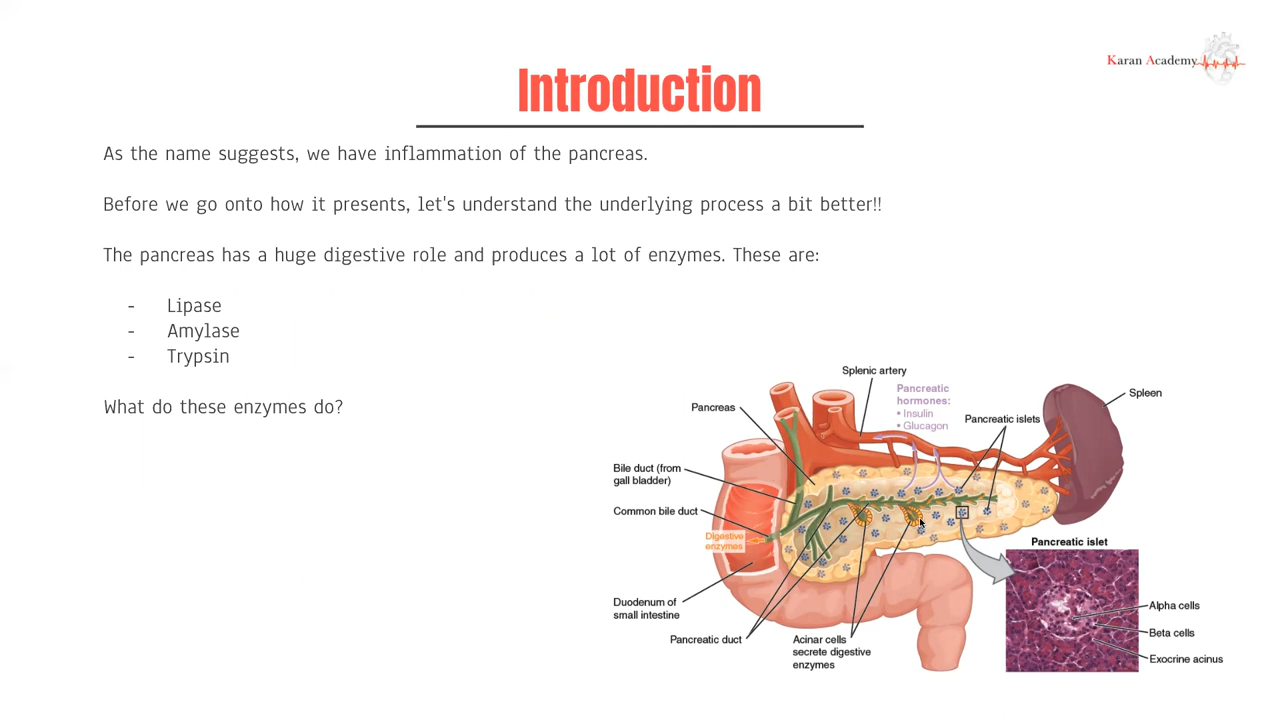 Karan Academy
Introduction
As the name suggests, we have inflammation of the pancreas.
Before we go onto how it presents, let's understand the underlying process a bit better!!
The pancreas has a huge digestive role and produces a lot of enzymes. These are:
- Lipase
- Amylase
- Trypsin
What do these enzymes do?
Splenic artery
Pancreatic
hormones:
• Insulin
• Glucagon
Spleen
Pancreas
Pancreatic islets
Bile duct (from
gall bladder)
Common bile duct
Digestive
enzymes
Pancreatic islet
Duodenum of
small intestine
Alpha cells
Beta cells
Exocrine acinus
Pancreatic duct
Acinar cells
secrete digestive
enzymes